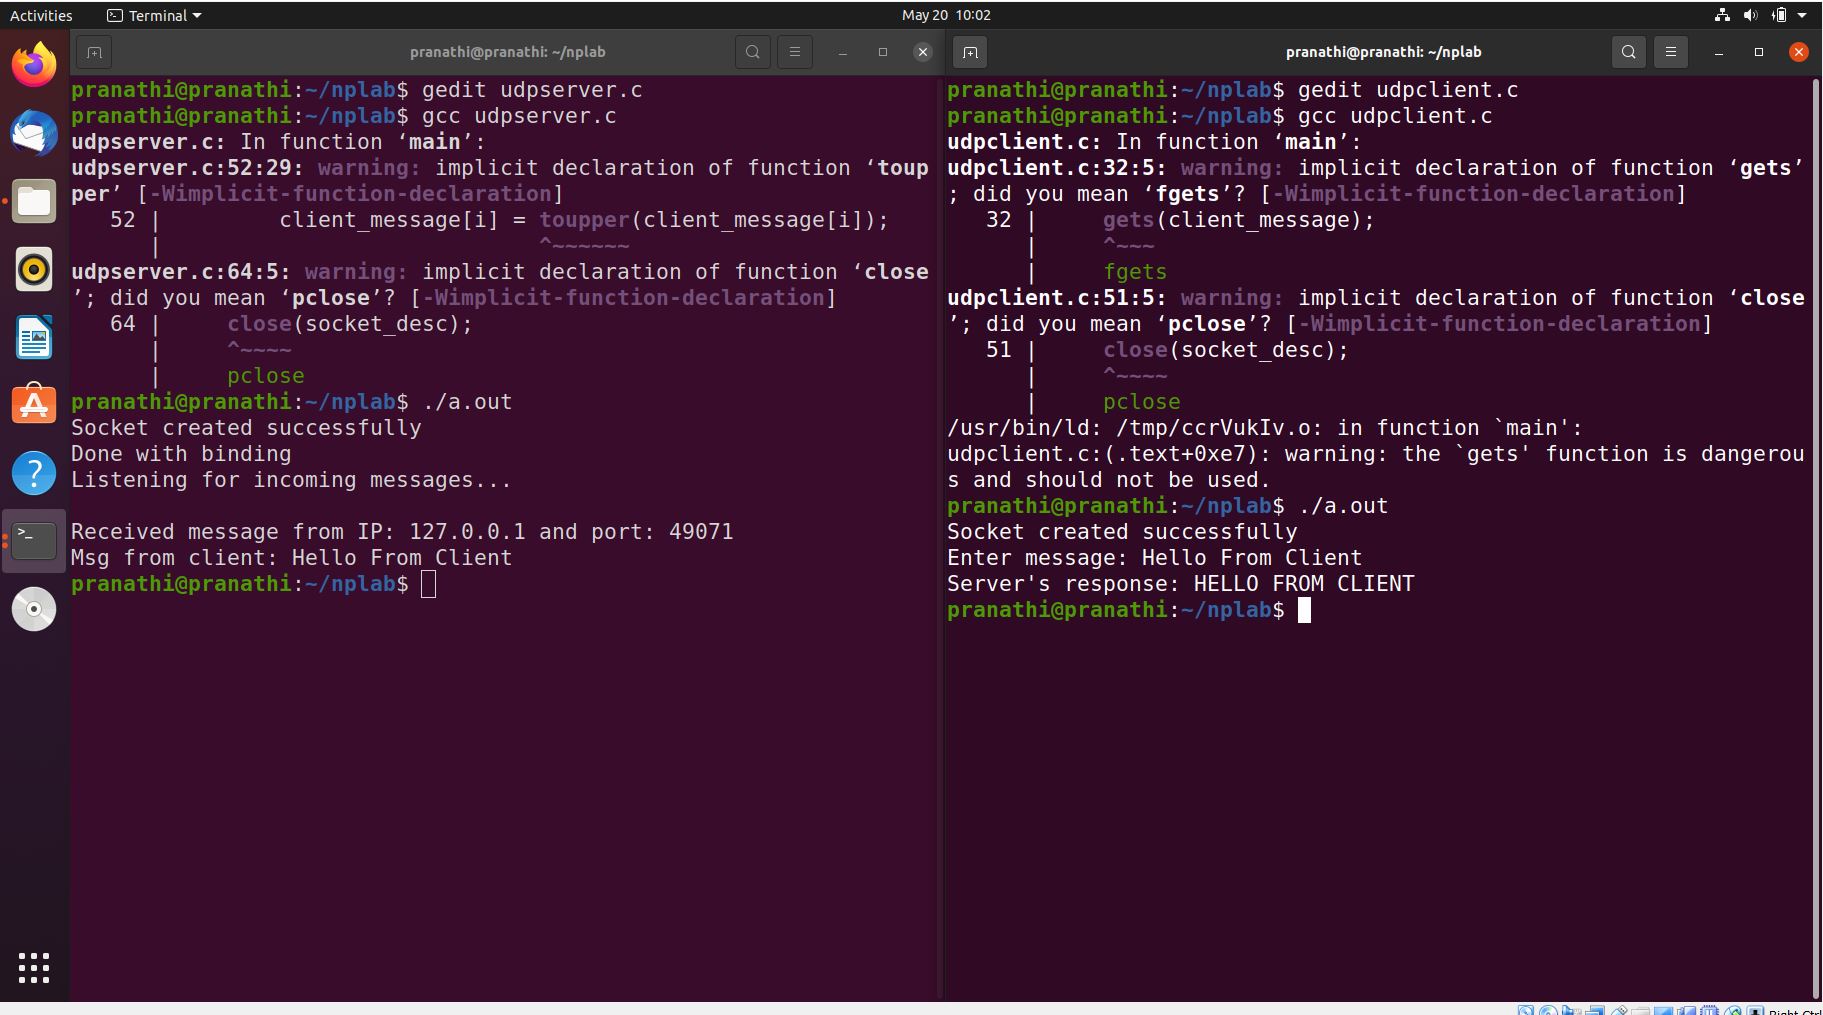 Activities
Terminal
May 20 10:02
pranathi@pranathi: ~/nplab
pranathi@pranathi:~/nplab$ gedit udpserver.c
pranathi@pranathi:~/nplab$ gcc udpserver.c
udpserver.c: In function ‘main’:
udpserver.c:52:29: warning: implicit declaration of function ‘toup
per’ [-Wimplicit-function-declaration]
52 | client_message[i] = toupper(client_message[i]);
| ^~~~~~~
udpserver.c:64:5: warning: implicit declaration of function ‘close
’; did you mean ‘pclose’? [-Wimplicit-function-declaration]
64 | close(socket_desc);
| ^~~~~
| pclose
pranathi@pranathi:~/nplab$ ./a.out
Socket created successfully
Done with binding
Listening for incoming messages...
Received message from IP: 127.0.0.1 and port: 49071
Msg from client: Hello From Client
pranathi@pranathi:~/nplab$
pranathi@pranathi: ~/nplab
pranathi@pranathi:~/nplab$ gedit udpclient.c
pranathi@pranathi:~/nplab$ gcc udpclient.c
udpclient.c: In function ‘main’:
udpclient.c:32:5: warning: implicit declaration of function ‘gets’
; did you mean ‘fgets’? [-Wimplicit-function-declaration]
32 | gets(client_message);
| ^~~~
| fgets
udpclient.c:51:5: warning: implicit declaration of function ‘close
’; did you mean ‘pclose’? [-Wimplicit-function-declaration]
51 | close(socket_desc);
| ^~~~~
| pclose
/usr/bin/ld: /tmp/ccrVukIv.o: in function `main':
udpclient.c:(.text+0xe7): warning: the `gets' function is dangerou
s and should not be used.
pranathi@pranathi:~/nplab$ ./a.out
Socket created successfully
Enter message: Hello From Client
Server's response: HELLO FROM CLIENT
pranathi@pranathi:~/nplab$
Right Ctrl